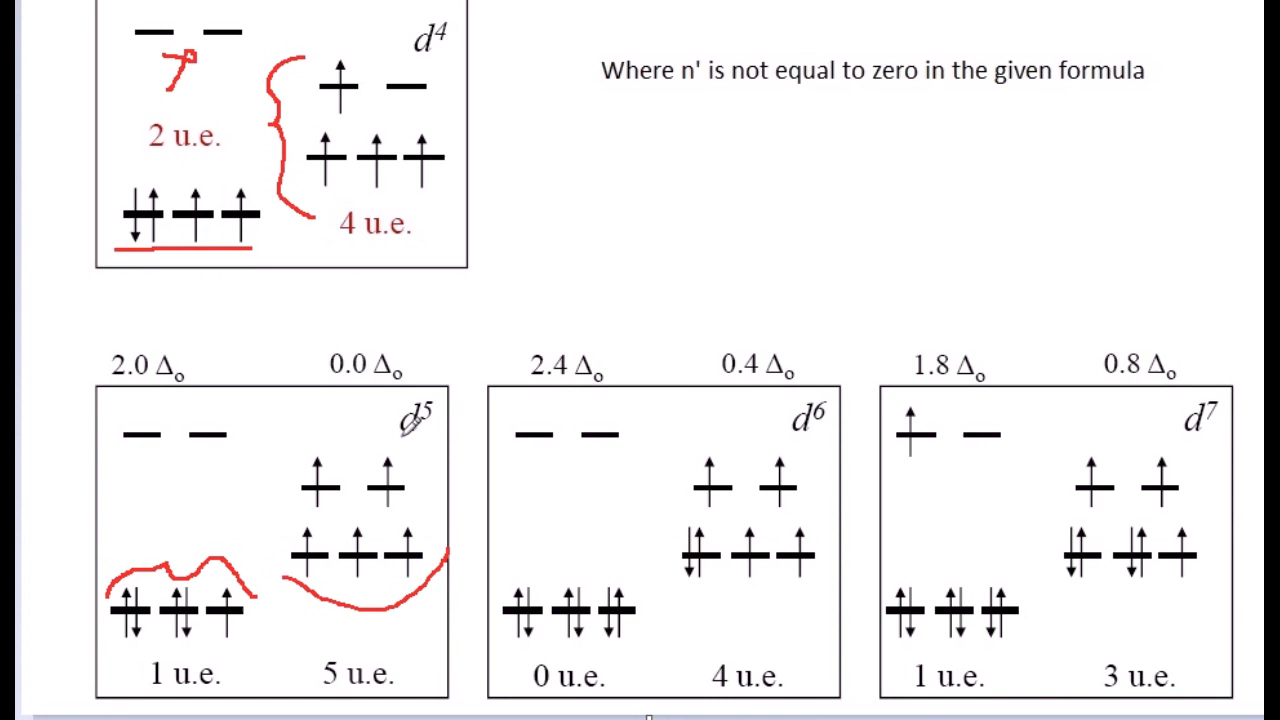 d4
Where n' is not equal to zero in the given formula
2 u.e.
4 u.e.
2.0 Δo 0.0 Δo 2.4 Δo 0.4 Δo 1.8 Δo 0.8 Δo
d5 d6 d7
1 u.e. 5 u.e. 0 u.e. 4 u.e. 1 u.e. 3 u.e.